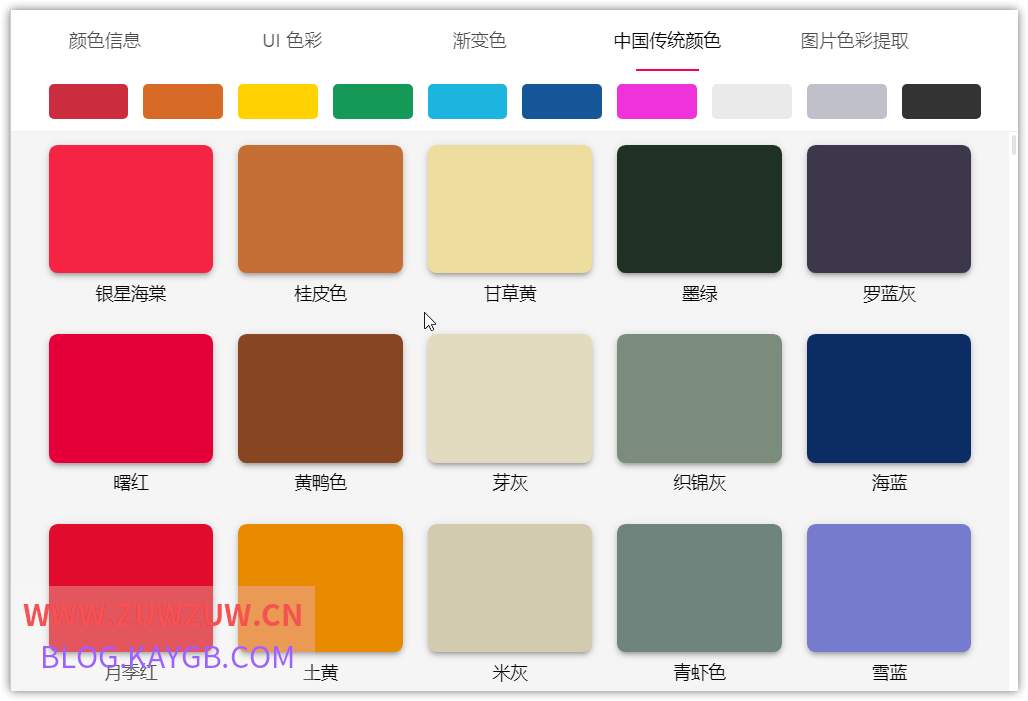 颜色信息
UI 色彩
渐变色
中国传统颜色
图片色彩提取
银星海棠
桂皮色
甘草黄
墨绿
罗蓝灰
曙红
黄鸭色
芽灰
织锦灰
海蓝
WWW.ZUWZUW.CN
BLOG.KAYGB.COM
月季红
土黄
米灰
青虾色
雪蓝